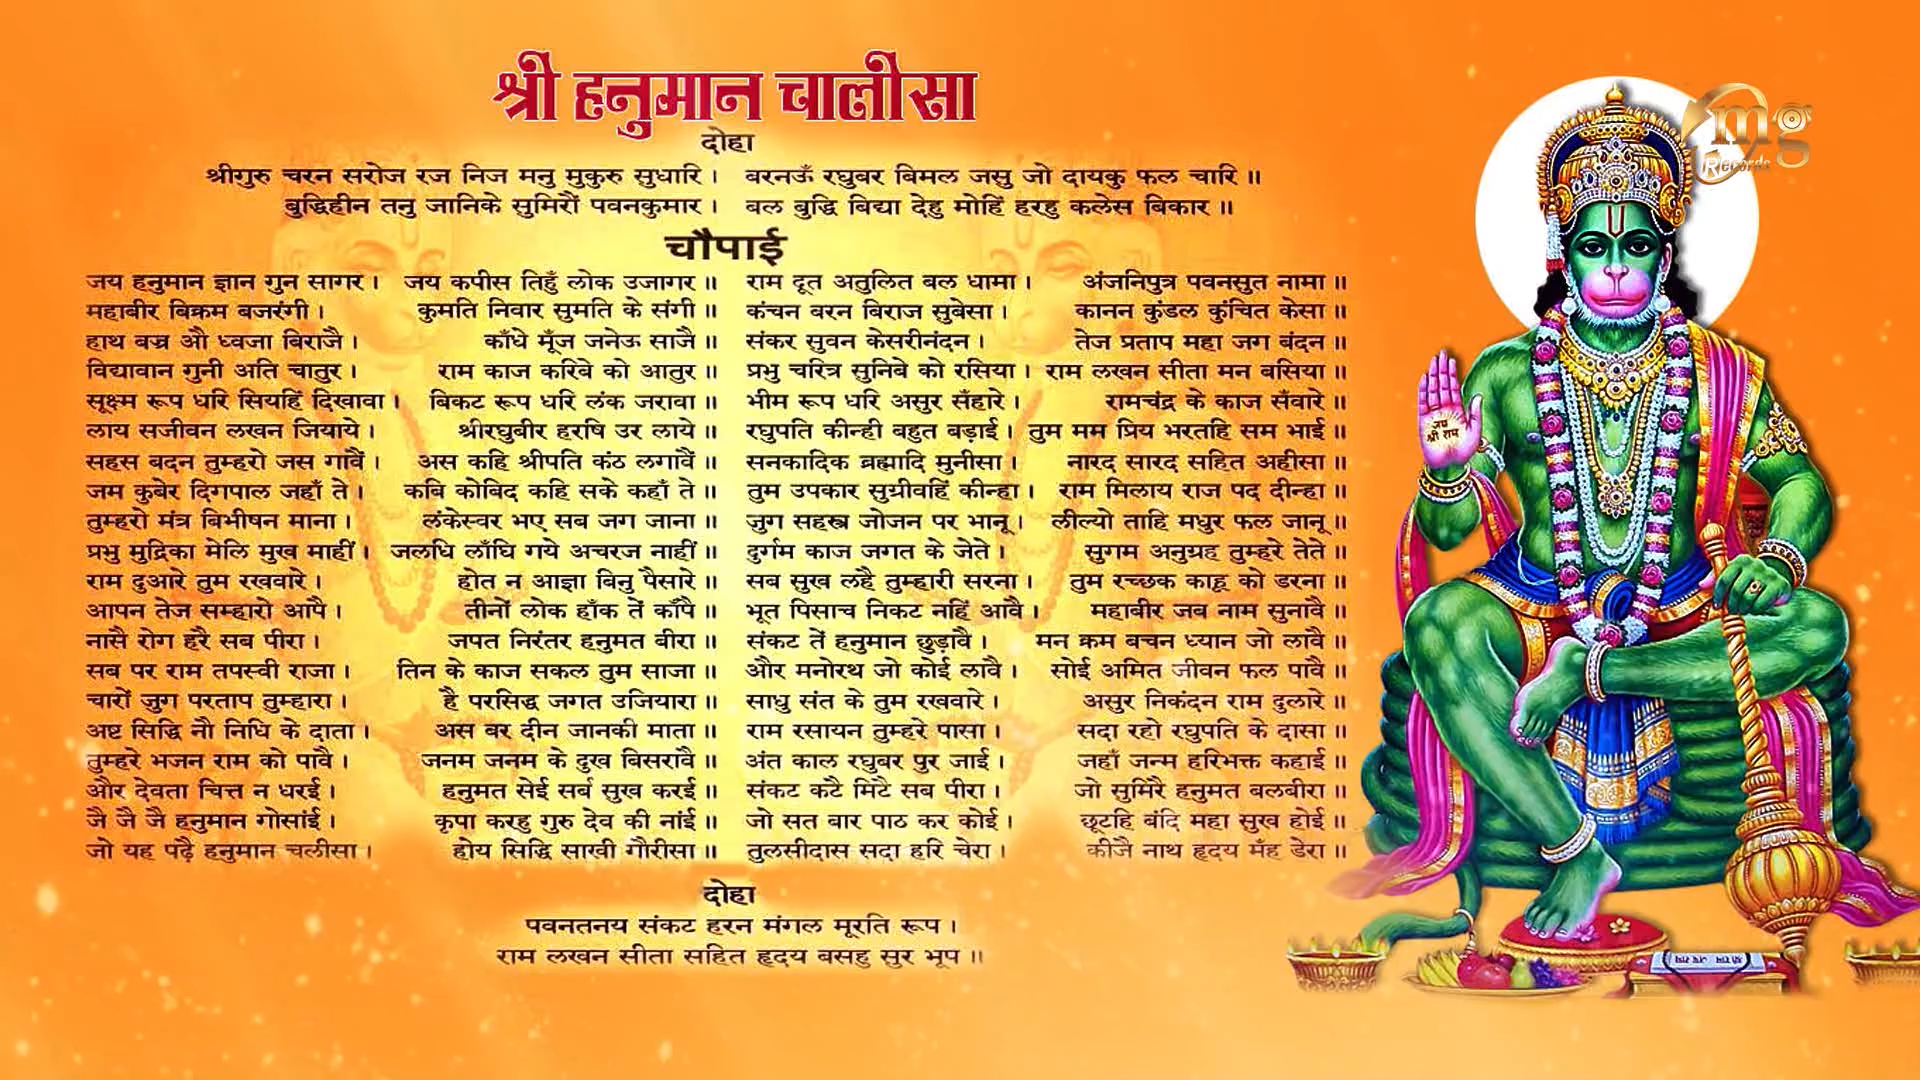 श्री हनुमान चालीसा
दोहा
श्रीगुरु चरन सरोज रज निज मनु मुकुरु सुधारि । बरनऊँ रघुबर बिमल जसु जो दायकु फल चारि ॥
बुद्धिहीन तनु जानिके सुमिरौं पवनकुमार । बल बुद्धि बिद्या देहु मोहिं हरहु कलेस बिकार ॥
चौपाई
जय हनुमान ज्ञान गुन सागर । जय कपीस तिहुँ लोक उजागर ॥ राम दूत अतुलित बल धामा । अंजनिपुत्र पवनसुत नामा ॥
महाबीर बिक्रम बजरंगी । कुमति निवार सुमति के संगी ॥ कंचन बरन बिराज सुबेसा । कानन कुंडल कुंचित केसा ॥
हाथ बज्र औ ध्वजा बिराजै । काँधे मूँज जनेऊ साजै ॥ संकर सुवन केसरीनंदन । तेज प्रताप महा जग बंदन ॥
विद्यावान गुनी अति चातुर । राम काज करिबे को आतुर ॥ प्रभु चरित्र सुनिबे को रसिया । राम लखन सीता मन बसिया ॥
सूक्ष्म रूप धरि सियहिं दिखावा । बिकट रूप धरि लंक जरावा ॥ भीम रूप धरि असुर सँहारे । रामचंद्र के काज सँवारे ॥
लाय सजीवन लखन जियाये । श्रीरघुबीर हरषि उर लाये ॥ रघुपति कीन्ही बहुत बड़ाई । तुम मम प्रिय भरतहि सम भाई ॥
सहस बदन तुम्हरो जस गावैं । अस कहि श्रीपति कंठ लगावैं ॥ सनकादिक ब्रह्मादि मुनीसा । नारद सारद सहित अहीसा ॥
जम कुबेर दिगपाल जहाँ ते । कबि कोबिद कहि सके कहाँ ते ॥ तुम उपकार सुग्रीवहिं कीन्हा । राम मिलाय राज पद दीन्हा ॥
तुम्हरो मंत्र बिभीषन माना । लंकेस्वर भए सब जग जाना ॥ जुग सहस्त्र जोजन पर भानू । लील्यो ताहि मधुर फल जानू ॥
प्रभु मुद्रिका मेलि मुख माहीं । जलधि लाँघि गये अचरज नाहीं ॥ दुर्गम काज जगत के जेते । सुगम अनुग्रह तुम्हरे तेते ॥
राम दुआरे तुम रखवारे । होत न आज्ञा बिनु पैसारे ॥ सब सुख लहै तुम्हारी सरना । तुम रच्छक काहू को डरना ॥
आपन तेज सम्हारो आपै । तीनों लोक हाँक तें काँपै ॥ भूत पिसाच निकट नहिं आवै । महाबीर जब नाम सुनावै ॥
नासै रोग हरै सब पीरा । जपत निरंतर हनुमत बीरा ॥ संकट तें हनुमान छुड़ावै । मन क्रम बचन ध्यान जो लावै ॥
सब पर राम तपस्वी राजा । तिन के काज सकल तुम साजा ॥ और मनोरथ जो कोई लावै । सोई अमित जीवन फल पावै ॥
चारों जुग परताप तुम्हारा । है परसिद्ध जगत उजियारा ॥ साधु संत के तुम रखवारे । असुर निकंदन राम दुलारे ॥
अष्ट सिद्धि नौ निधि के दाता । अस बर दीन जानकी माता ॥ राम रसायन तुम्हरे पासा । सदा रहो रघुपति के दासा ॥
तुम्हरे भजन राम को पावै । जनम जनम के दुख बिसरावै ॥ अंत काल रघुबर पुर जाई । जहाँ जन्म हरिभक्त कहाई ॥
और देवता चित्त न धरई । हनुमत सेई सर्ब सुख करई ॥ संकट कटै मिटै सब पीरा । जो सुमिरै हनुमत बलबीरा ॥
जै जै जै हनुमान गोसांई । कृपा करहु गुरु देव की नांई ॥ जो सत बार पाठ कर कोई । छूटहि बंदि महा सुख होई ॥
जो यह पढ़ै हनुमान चलीसा । होय सिद्धि साखी गौरीसा ॥ तुलसीदास सदा हरि चेरा । कीजै नाथ हृदय मँह डेरा ॥
दोहा
पवनतनय संकट हरन मंगल मूरति रूप ।
राम लखन सीता सहित हृदय बसहु सुर भूप ॥
mg
Records
जय
श्री राम
श्री राम जय राम